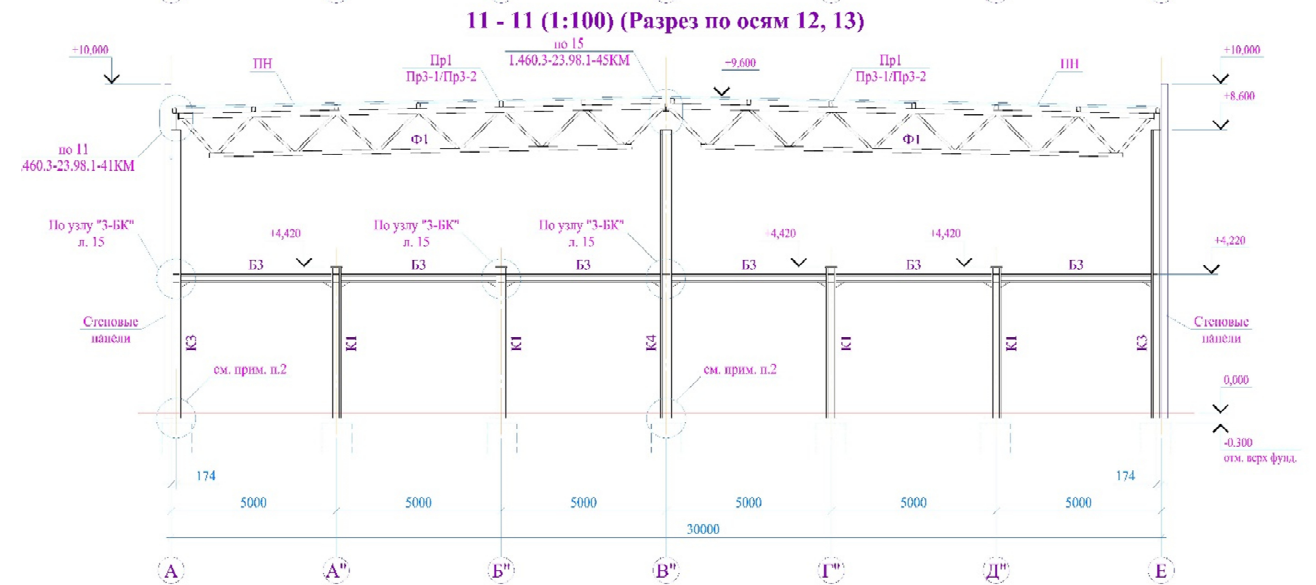 11 - 11 (1:100) (Разрез по осям 12, 13)
+10,000
ПН
Пр1
Пр3-1/Пр3-2
по 15
1.460.3-23.98.1-45КМ
+9,600
Пр1
Пр3-1/Пр3-2
ПН
+10,000
+8,600
Ф1
Ф1
по 11
.460.3-23.98.1-41КМ
По узлу "3-БК"
л. 15
+4,420
По узлу "3-БК"
л. 15
По узлу "3-БК"
л. 15
+4,420
+4,420
+4,220
Б3
Б3
Б3
Б3
Б3
Б3
Стеновые
панели
К3
К1
К1
К4
К1
К1
К3
Стеновые
панели
см. прим. п.2
см. прим. п.2
0,000
-0.300
отм. верх фунд.
174
174
5000
5000
5000
5000
5000
5000
30000
А
А"
Б"
В"
Г"
Д"
Е